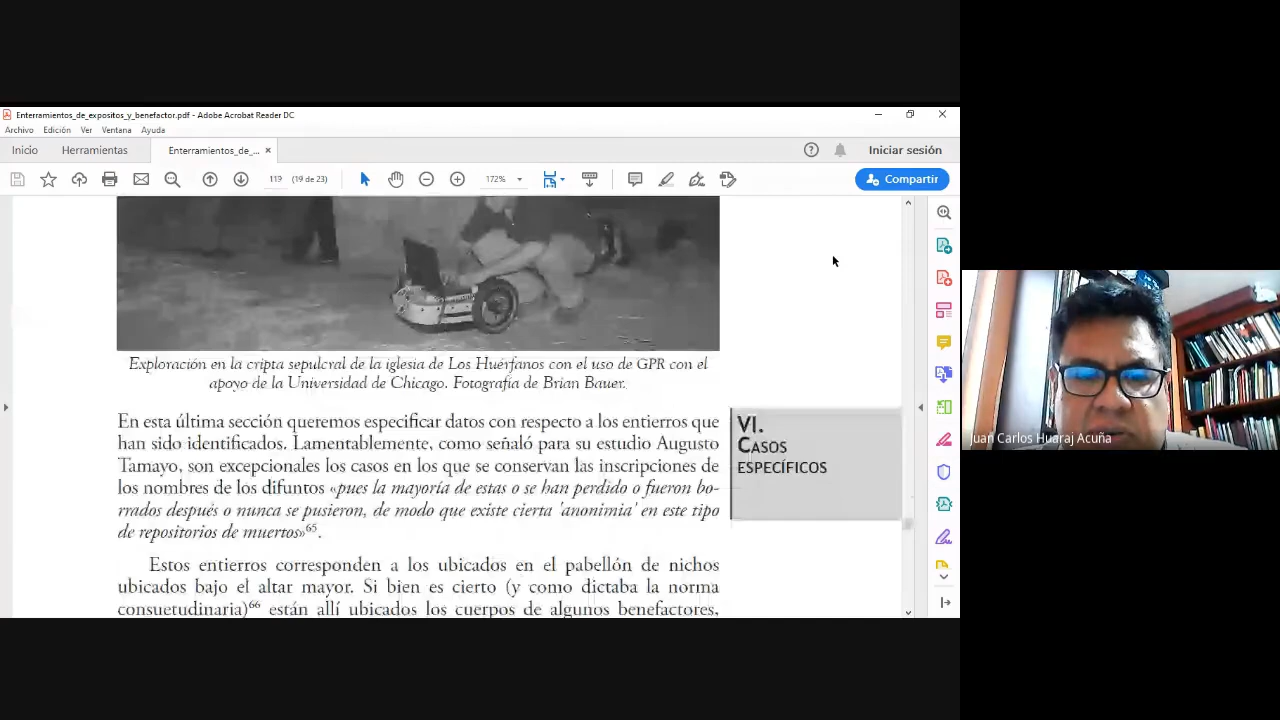 Enterramientos_de_expositos_y_benefactor.pdf - Adobe Acrobat Reader DC
Archivo Edición Ver Ventana Ayuda
Inicio Herramientas Enterramientos_de_... × Iniciar sesión
119 (19 de 23) 172% Compartir
Exploración en la cripta sepulcral de la iglesia de Los Huérfanos con el uso de GPR con el
apoyo de la Universidad de Chicago. Fotografía de Brian Bauer.
En esta última sección queremos especificar datos con respecto a los entierros que
han sido identificados. Lamentablemente, como señaló para su estudio Augusto
Tamayo, son excepcionales los casos en los que se conservan las inscripciones de
los nombres de los difuntos «pues la mayoría de estas o se han perdido o fueron bo-
rrados después o nunca se pusieron, de modo que existe cierta 'anonimia' en este tipo
de repositorios de muertos»65.
Estos entierros corresponden a los ubicados en el pabellón de nichos
ubicados bajo el altar mayor. Si bien es cierto (y como dictaba la norma
consuetudinaria)66 están allí ubicados los cuerpos de algunos benefactores,
VI.
CASOS
ESPECÍFICOS
Juan Carlos Huaraj Acuña